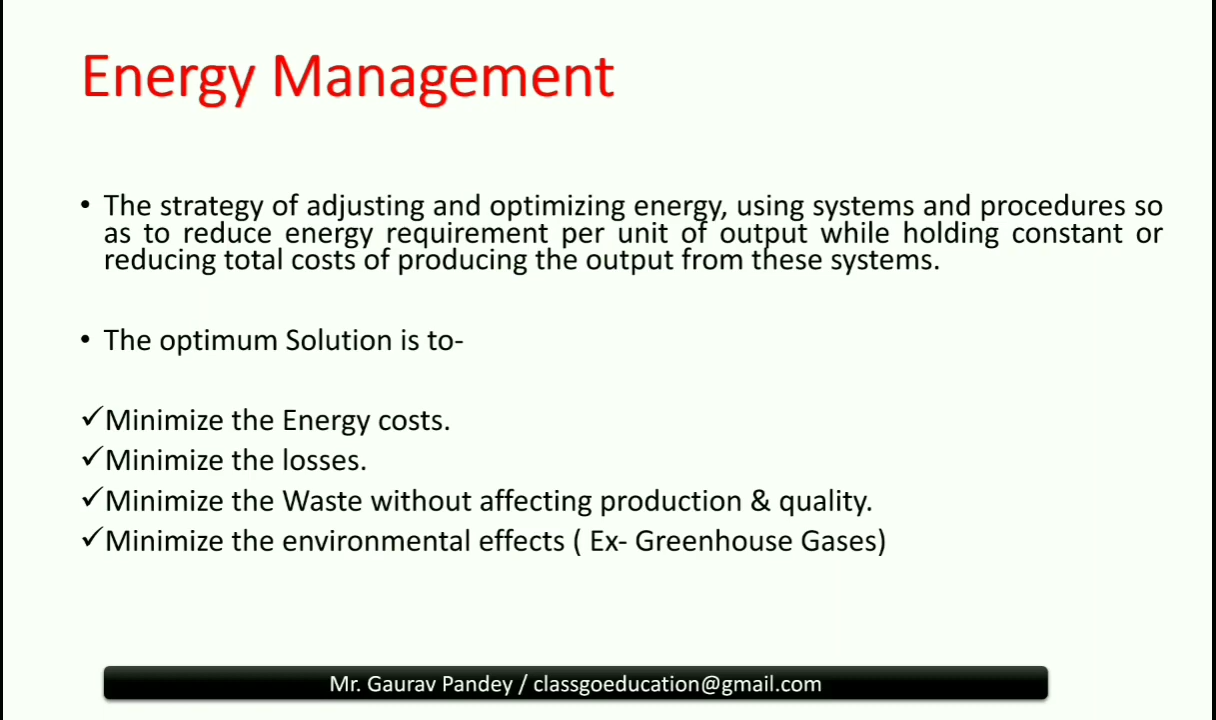 Energy Management
• The strategy of adjusting and optimizing energy, using systems and procedures so
as to reduce energy requirement per unit of output while holding constant or
reducing total costs of producing the output from these systems.
• The optimum Solution is to-
✓Minimize the Energy costs.
✓Minimize the losses.
✓Minimize the Waste without affecting production & quality.
✓Minimize the environmental effects ( Ex- Greenhouse Gases)
Mr. Gaurav Pandey / classgoeducation@gmail.com